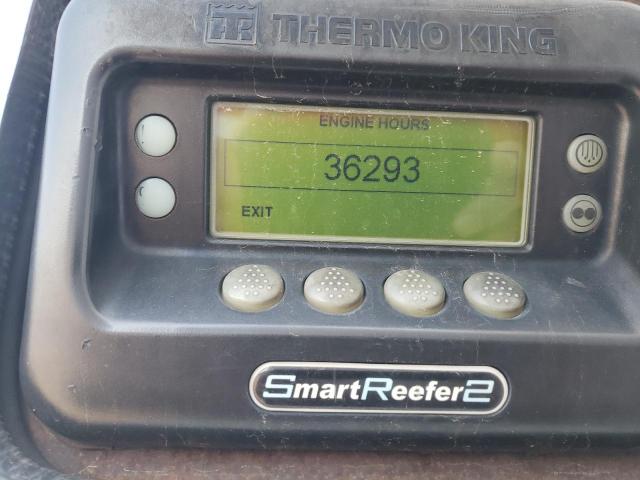 THERMO KING
ENGINE HOURS
36293
EXIT
SmartReefer2